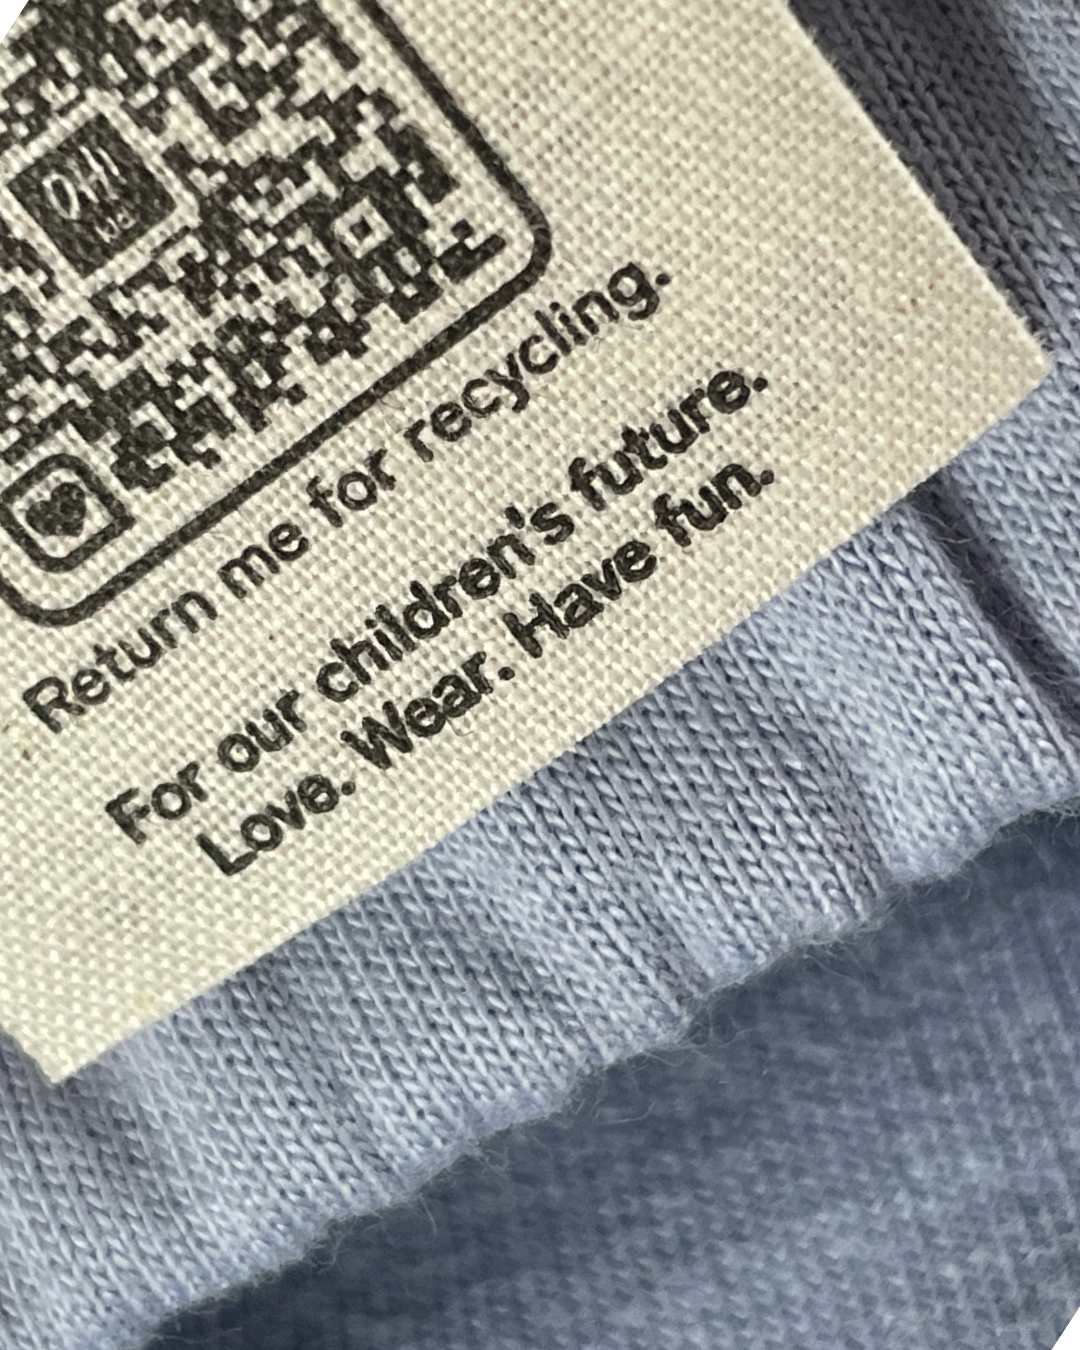 Return me for recycling.
For our children's future.
Love. Wear. Have fun.